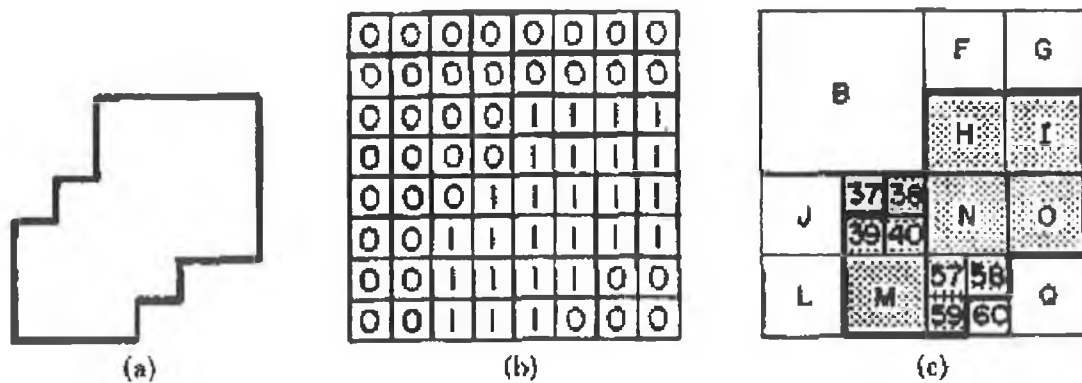 0 0 0 0 0 0 0 0
0 0 0 0 0 0 0 0
0 0 0 0 1 1 1 1
0 0 0 0 1 1 1 1
0 0 0 1 1 1 1 1
0 0 1 1 1 1 1 1
0 0 1 1 1 1 0 0
0 0 1 1 1 0 0 0
F G
B
H I
37 38
J N O
39 40
57 58
L M Q
59 60
(a) (b) (c)